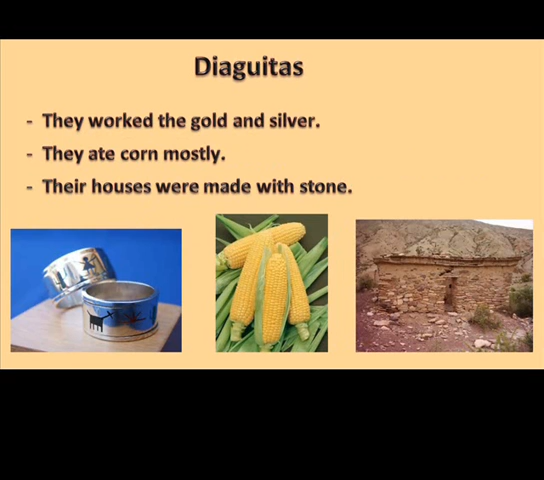 Diaguitas
- They worked the gold and silver.
- They ate corn mostly.
- Their houses were made with stone.